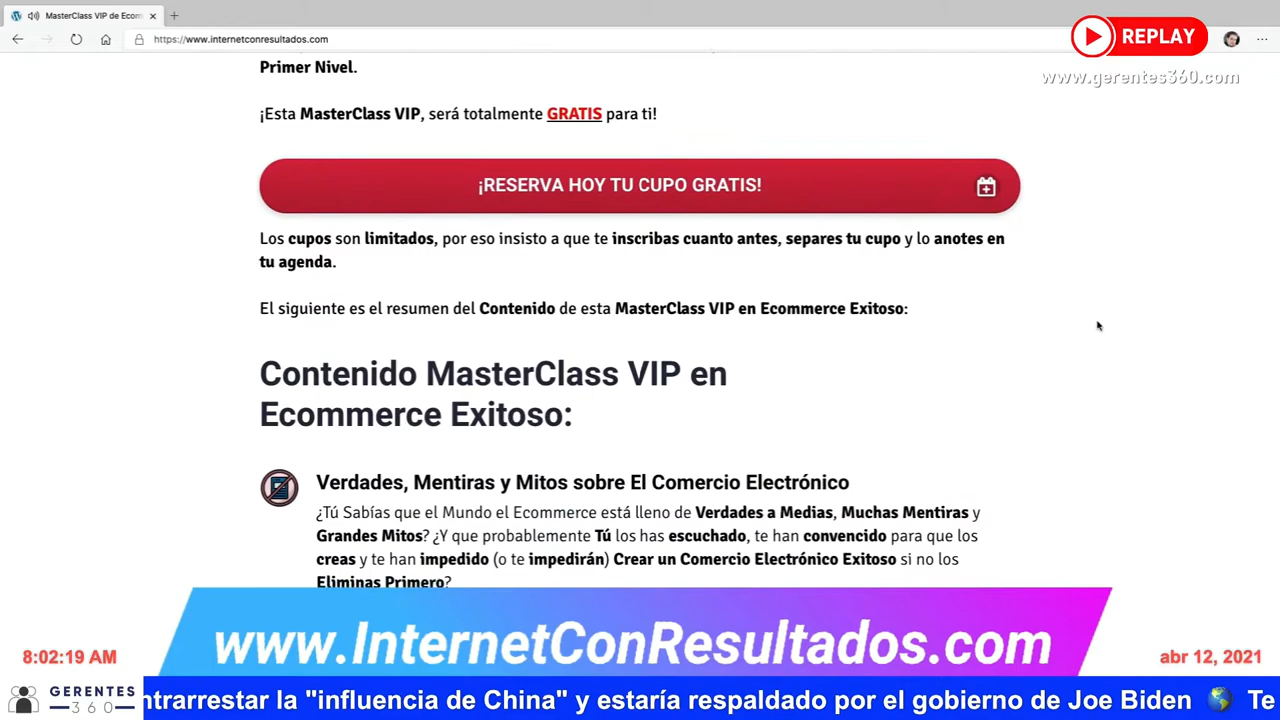 MasterClass VIP de Ecom
https://www.internetconresultados.com
REPLAY
www.gerentes360.com
Primer Nivel.
¡Esta MasterClass VIP, será totalmente GRATIS para ti!
¡RESERVA HOY TU CUPO GRATIS!
Los cupos son limitados, por eso insisto a que te inscribas cuanto antes, separes tu cupo y lo anotes en
tu agenda.
El siguiente es el resumen del Contenido de esta MasterClass VIP en Ecommerce Exitoso:
Contenido MasterClass VIP en
Ecommerce Exitoso:
Verdades, Mentiras y Mitos sobre El Comercio Electrónico
¿Tú Sabías que el Mundo el Ecommerce está lleno de Verdades a Medias, Muchas Mentiras y
Grandes Mitos? ¿Y que probablemente Tú los has escuchado, te han convencido para que los
creas y te han impedido (o te impedirán) Crear un Comercio Electrónico Exitoso si no los
Eliminas Primero?
www.InternetConResultados.com
8:02:19 AM
abr 12, 2021
GERENTES
360
ntrarrestar la "influencia de China" y estaría respaldado por el gobierno de Joe Biden 🌎 Te